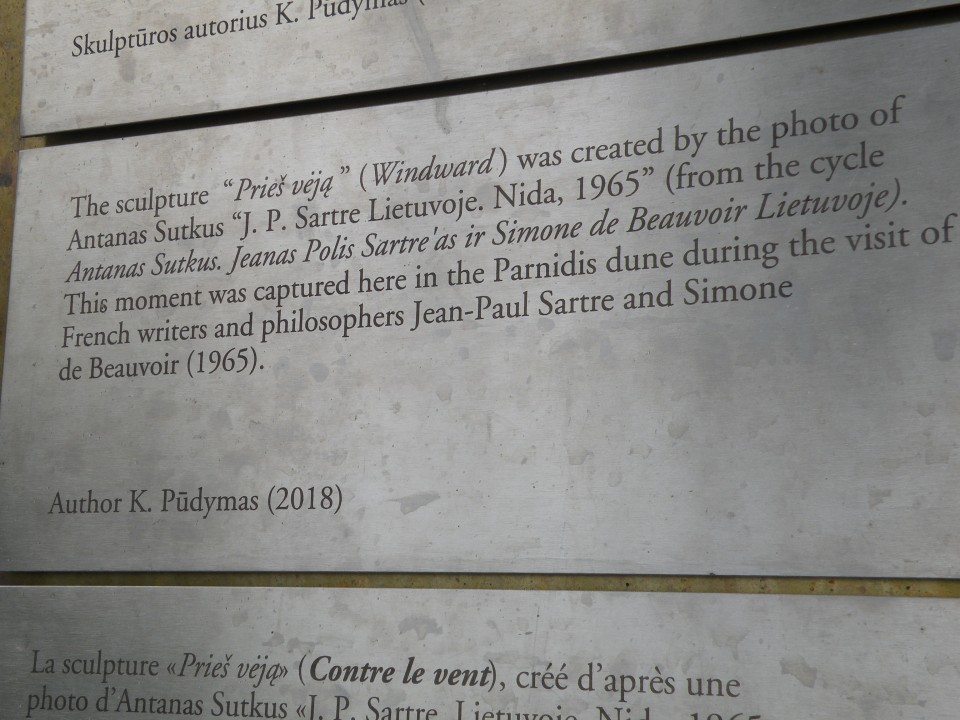 Skulptūros autorius K. Pūdymas (
The sculpture “Prieš vėją” (Windward) was created by the photo of
Antanas Sutkus “J. P. Sartre Lietuvoje. Nida, 1965” (from the cycle
Antanas Sutkus. Jeanas Polis Sartre'as ir Simone de Beauvoir Lietuvoje).
This moment was captured here in the Parnidis dune during the visit of
French writers and philosophers Jean-Paul Sartre and Simone
de Beauvoir (1965).
Author K. Pūdymas (2018)
La sculpture «Prieš vėją» (Contre le vent), créé d’après une
photo d’Antanas Sutkus «J. P. Sartre Lietuvoje. Nida, 1965